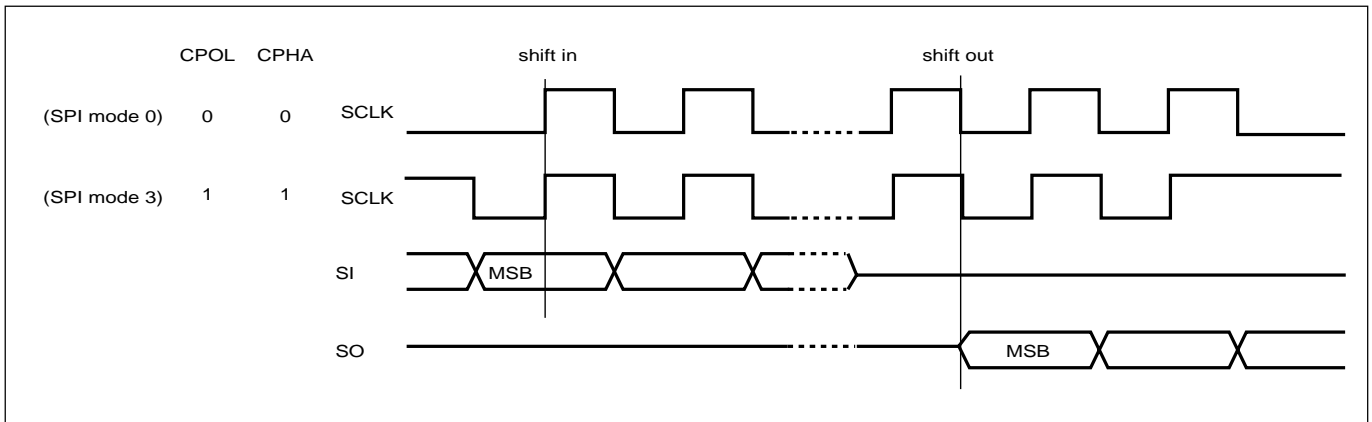 CPOL CPHA shift in shift out
(SPI mode 0) 0 0 SCLK
(SPI mode 3) 1 1 SCLK
SI MSB
SO MSB